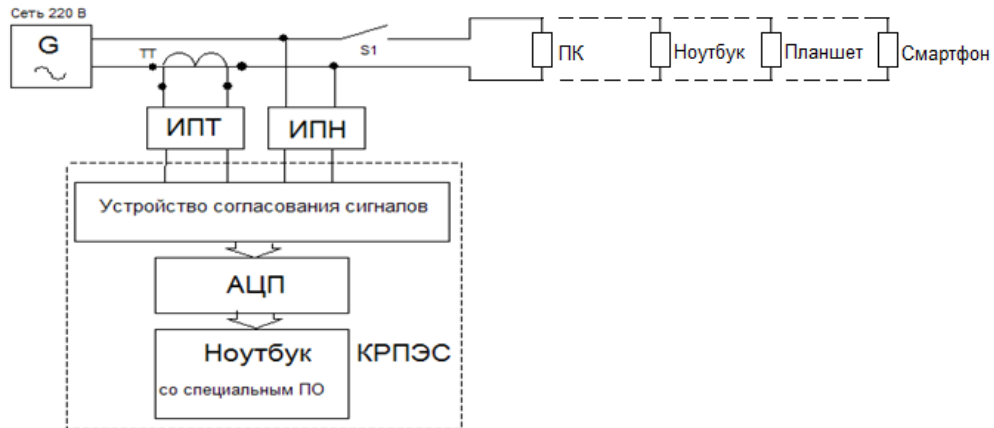 Сеть 220 В
G
ТТ
S1
ПК
Ноутбук
Планшет
Смартфон
ИПТ
ИПН
Устройство согласования сигналов
АЦП
Ноутбук
со специальным ПО
КРПЭС